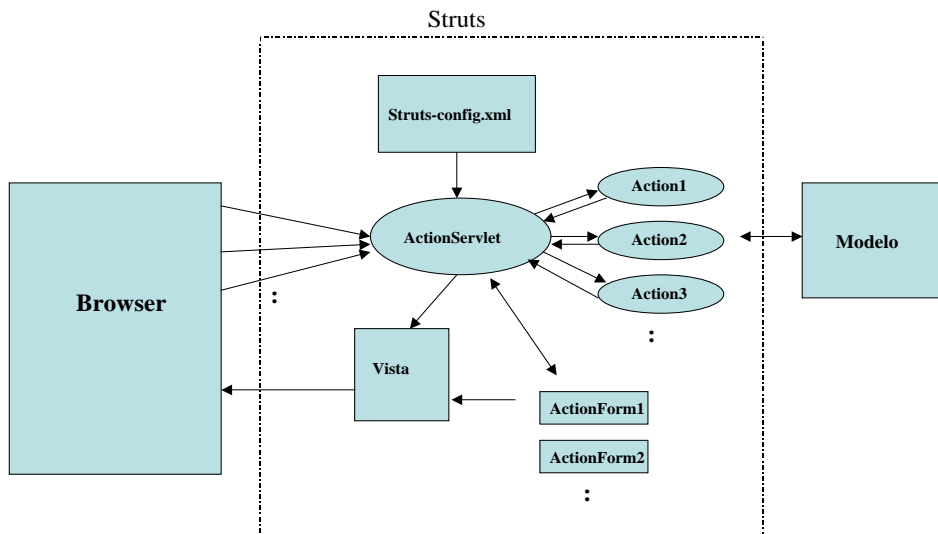 Struts
Struts-config.xml
Action1
ActionServlet
Action2
Modelo
Action3
Browser
:
:
Vista
ActionForm1
ActionForm2
: